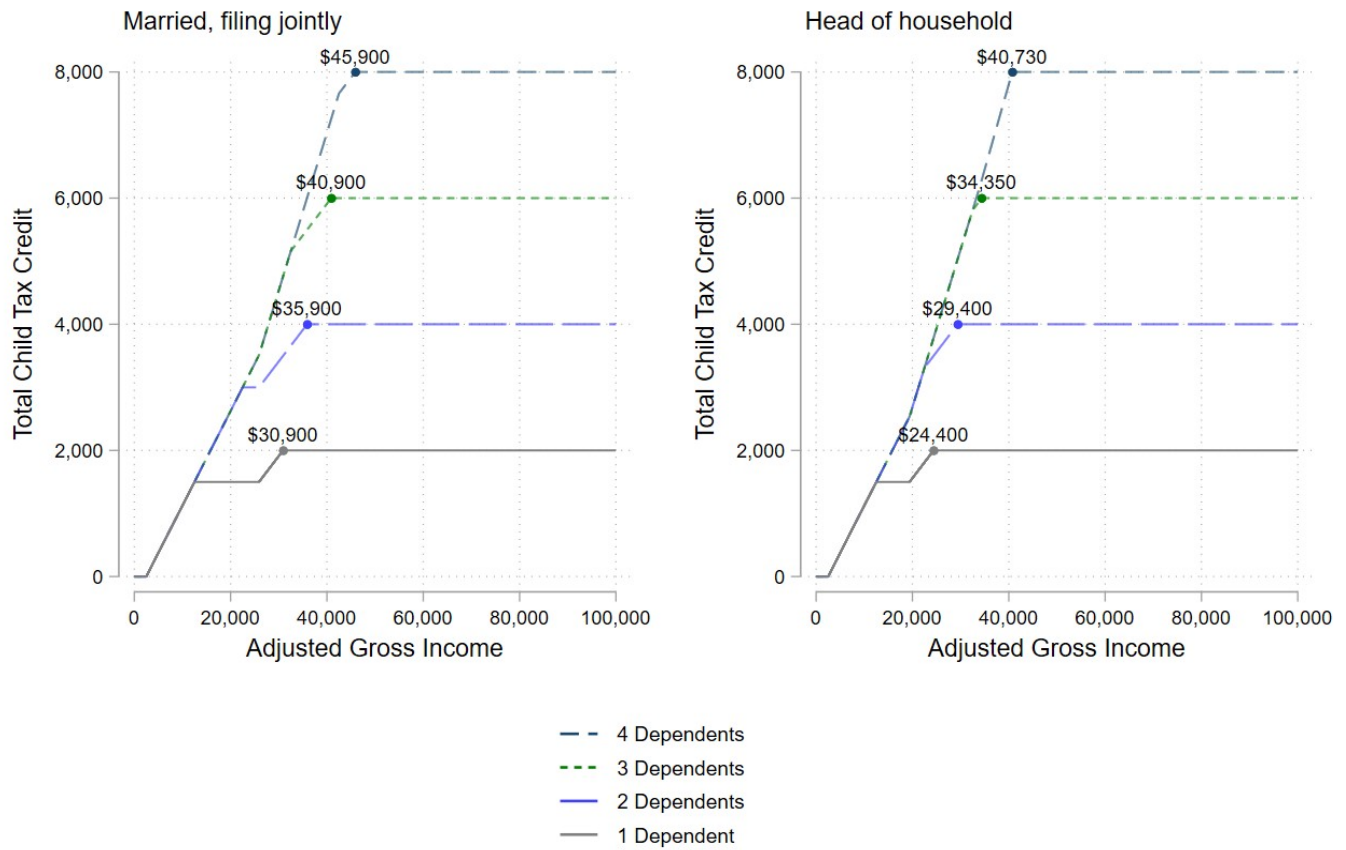 Married, filing jointly
Total Child Tax Credit
8,000
6,000
4,000
2,000
0
$45,900
$40,900
$35,900
$30,900
0 20,000 40,000 60,000 80,000 100,000
Adjusted Gross Income
Head of household
Total Child Tax Credit
8,000
6,000
4,000
2,000
0
$40,730
$34,350
$29,400
$24,400
0 20,000 40,000 60,000 80,000 100,000
Adjusted Gross Income
4 Dependents
3 Dependents
2 Dependents
1 Dependent